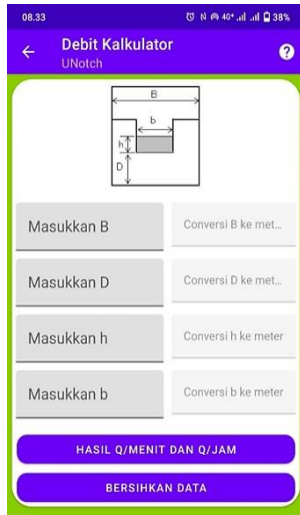 08.33
4G+
38%
Debit Kalkulator
UNotch
?
B
b
h
D
Masukkan B
Conversi B ke met...
Masukkan D
Conversi D ke met...
Masukkan h
Conversi h ke meter
Masukkan b
Conversi b ke meter
HASIL Q/MENIT DAN Q/JAM
BERSIHKAN DATA